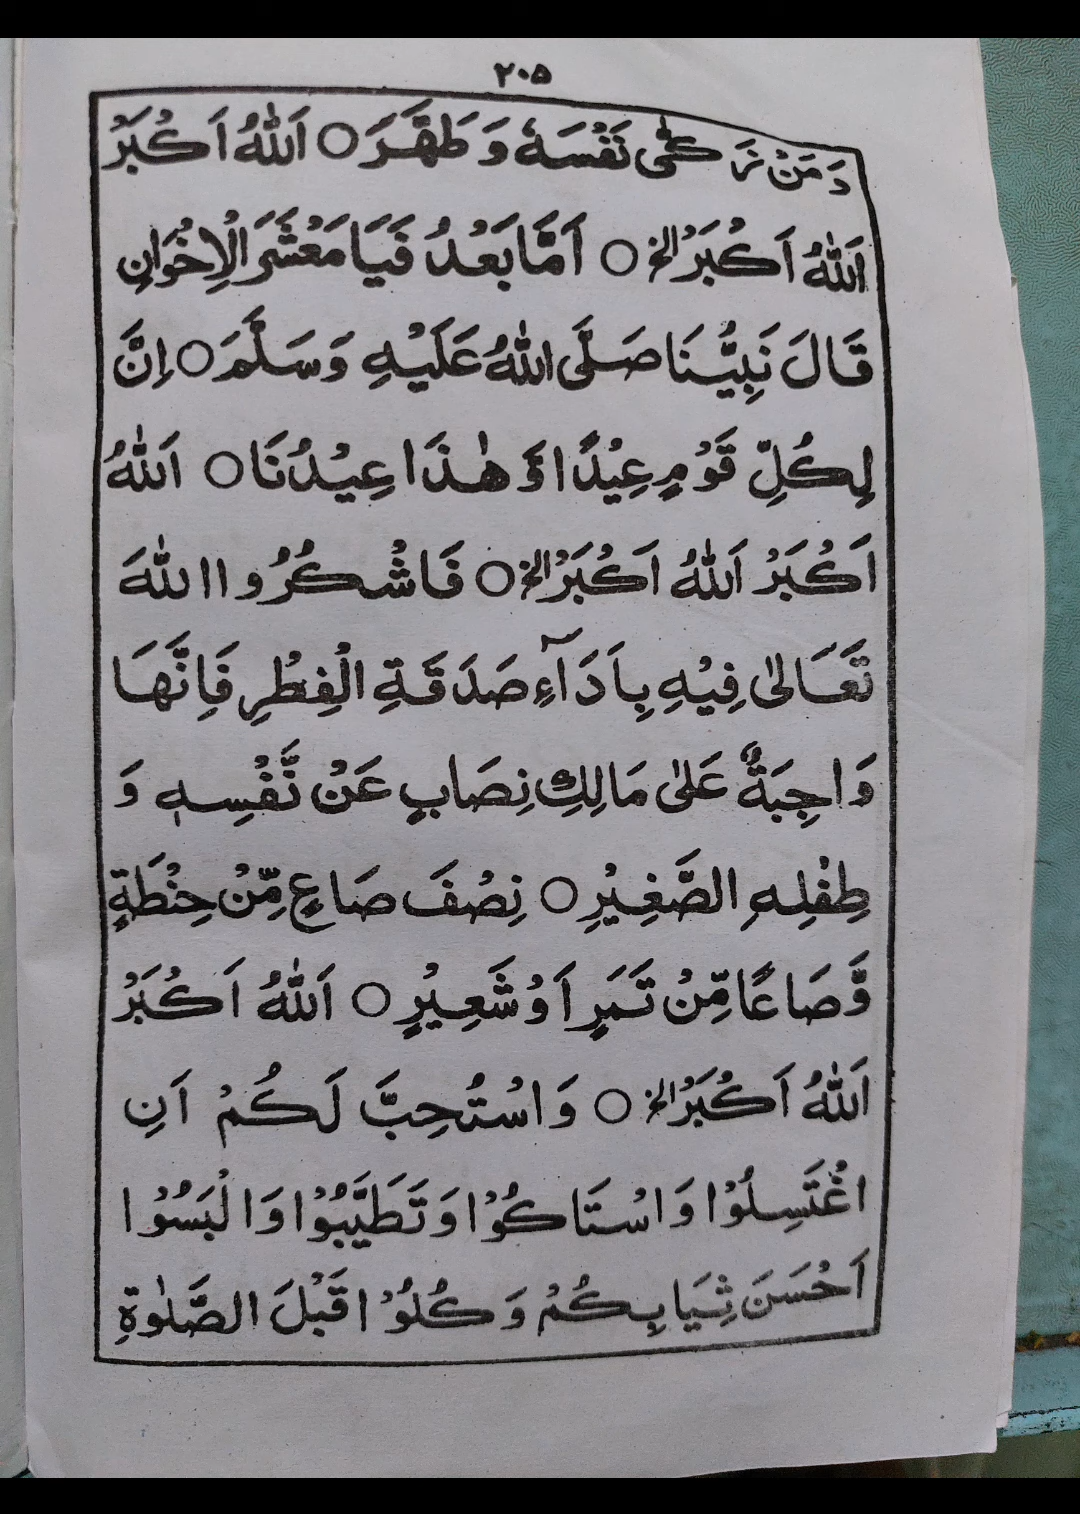 ۲۰۵
وَ مَنْ زَكّٰى نَفْسَهٗ وَ طَهَّرَ ○ اَللّٰهُ اَكْبَرُ
اَللّٰهُ اَكْبَرُ الخ ○ اَمَّا بَعْدُ فَيَا مَعْشَرَ الْاِخْوَانِ
قَالَ نَبِيُّنَا صَلَّى اللّٰهُ عَلَيْهِ وَسَلَّمَ ○ اِنَّ
لِكُلِّ قَوْمٍ عِيْدًا وَّ هٰذَا عِيْدُنَا ○ اَللّٰهُ
اَكْبَرُ اَللّٰهُ اَكْبَرُ الخ ○ فَاشْكُرُوا اللّٰهَ
تَعَالٰى فِيْهِ بِاَدَآءِ صَدَقَةِ الْفِطْرِ فَاِنَّهَا
وَاجِبَةٌ عَلٰى مَالِكِ نِصَابٍ عَنْ نَّفْسِهٖ وَ
طِفْلِهِ الصَّغِيْرِ ○ نِصْفَ صَاعٍ مِّنْ حِنْطَةٍ
وَّصَاعًا مِّنْ تَمَرٍ اَوْ شَعِيْرٍ ○ اَللّٰهُ اَكْبَرُ
اَللّٰهُ اَكْبَرُ الخ ○ وَاسْتُحِبَّ لَكُمْ اَنِ
اغْتَسِلُوْا وَاسْتَاكُوْا وَتَطَيَّبُوْا وَالْبَسُوْا
اَحْسَنَ ثِيَابِكُمْ وَكُلُوْا قَبْلَ الصَّلٰوةِ